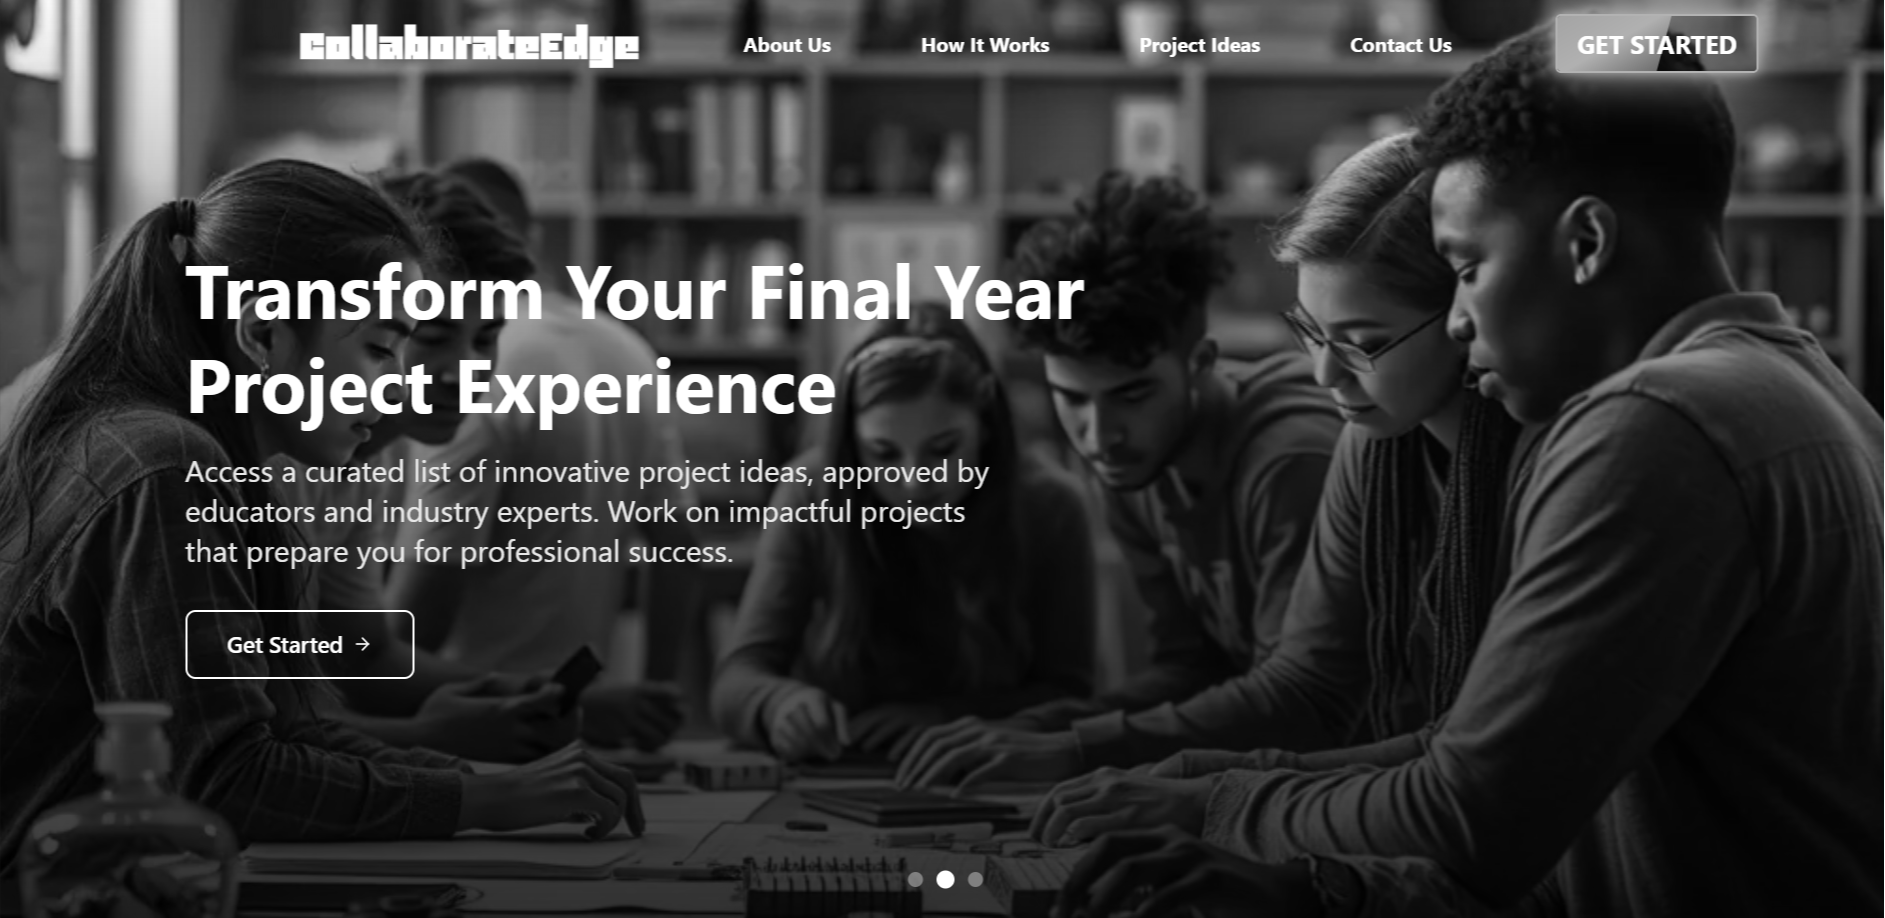 CollaborateEdge
About Us
How It Works
Project Ideas
Contact Us
GET STARTED
Transform Your Final Year
Project Experience
Access a curated list of innovative project ideas, approved by
educators and industry experts. Work on impactful projects
that prepare you for professional success.
Get Started →